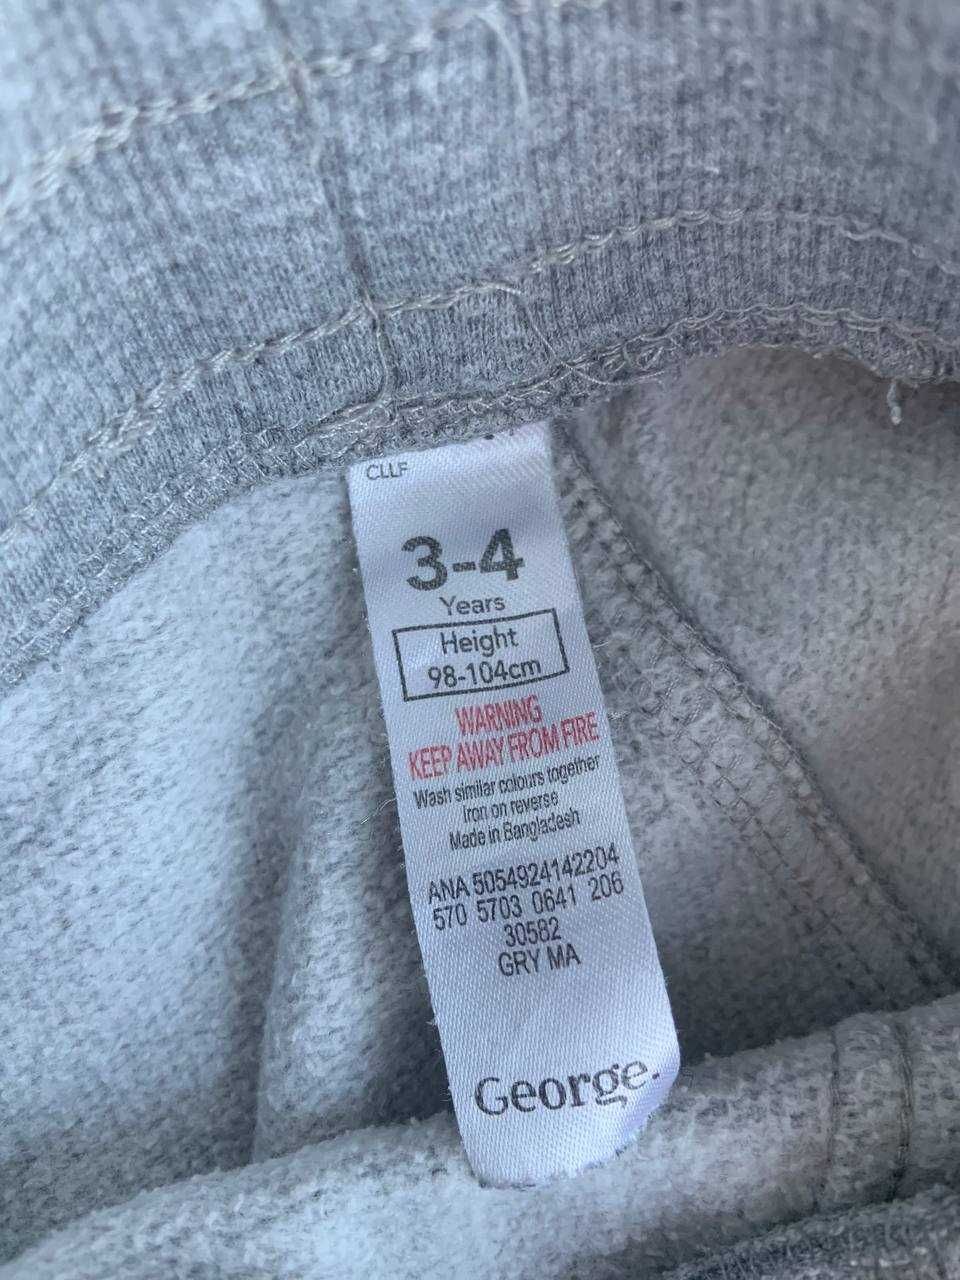 CLLF
3-4
Years
Height
98-104cm
WARNING
KEEP AWAY FROM FIRE
Wash similar colours together
Iron on reverse
Made in Bangladesh
ANA 5054924142204
570 5703 0641 206
30582
GRY MA
George.